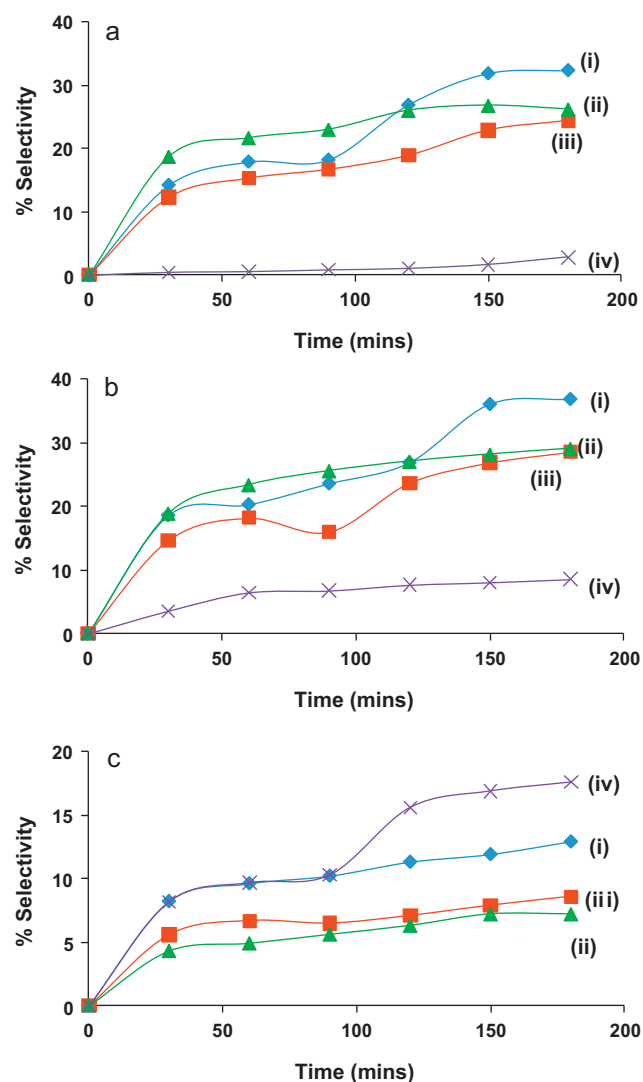 a
% Selectivity
40
30
20
10
0
0 50 100 150 200
Time (mins)
(i)
(ii)
(iii)
(iv)
b
% Selectivity
40
30
20
10
0
0 50 100 150 200
Time (mins)
(i)
(ii)
(iii)
(iv)
c
% Selectivity
20
15
10
5
0
0 50 100 150 200
Time (mins)
(iv)
(i)
(ii i)
(ii)